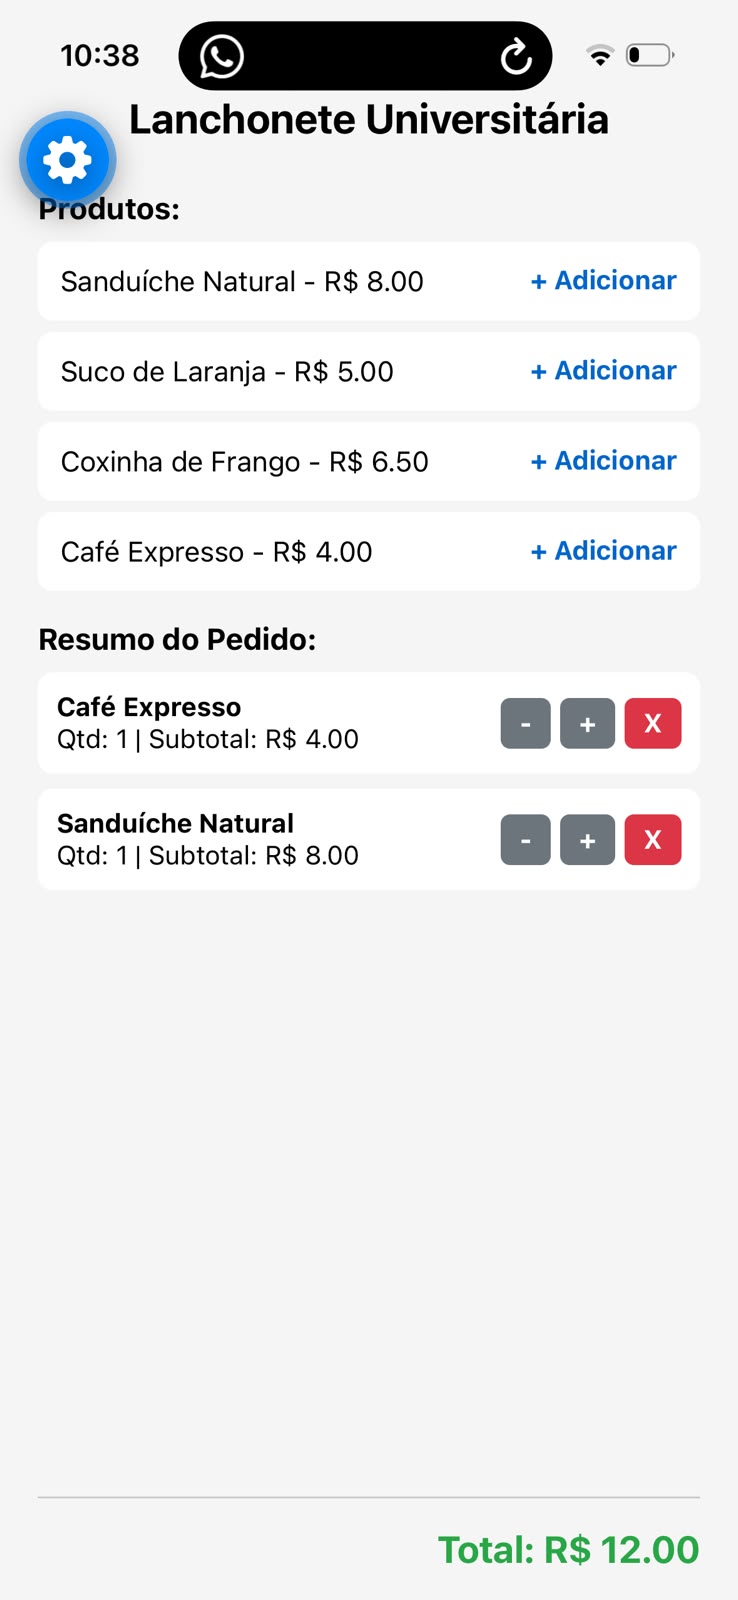 10:38
Lanchonete Universitária
Produtos:
Sanduíche Natural - R$ 8.00 + Adicionar
Suco de Laranja - R$ 5.00 + Adicionar
Coxinha de Frango - R$ 6.50 + Adicionar
Café Expresso - R$ 4.00 + Adicionar
Resumo do Pedido:
Café Expresso
Qtd: 1 | Subtotal: R$ 4.00 - + X
Sanduíche Natural
Qtd: 1 | Subtotal: R$ 8.00 - + X
Total: R$ 12.00